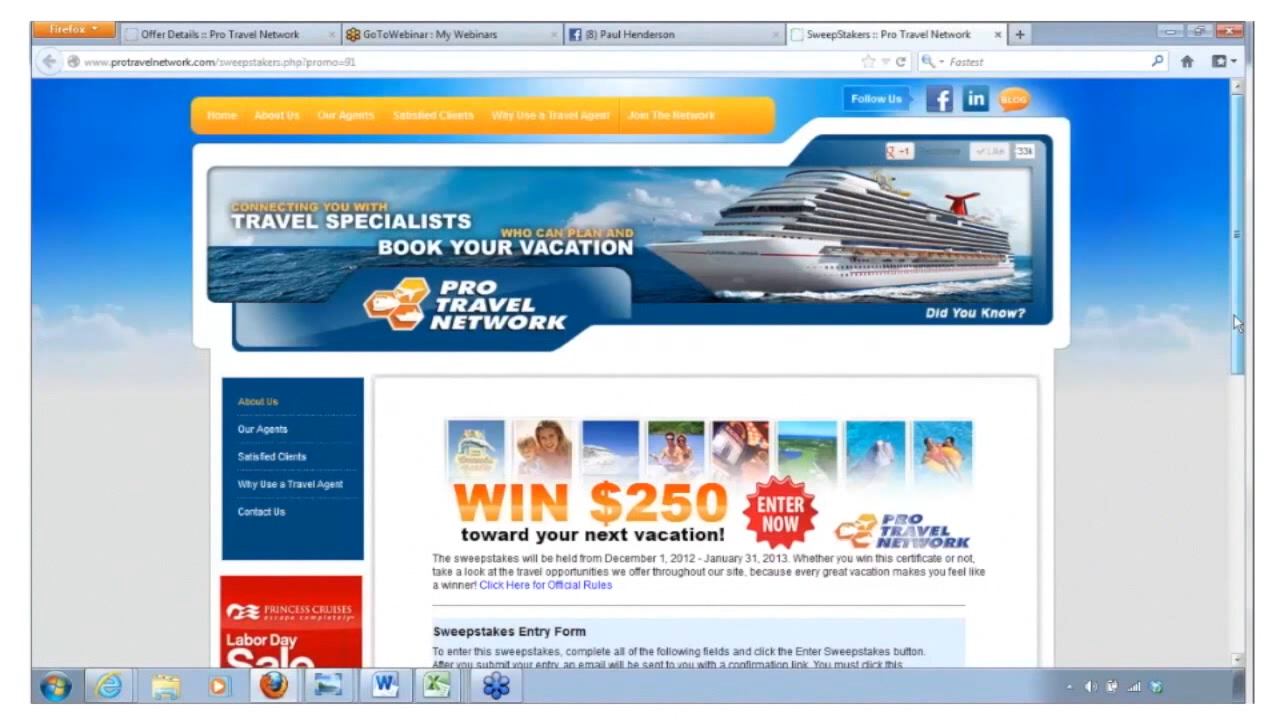 Firefox
Offer Details :: Pro Travel Network
GoToWebinar : My Webinars
(8) Paul Henderson
SweepStakers :: Pro Travel Network
www.protravelnetwork.com/sweepstakers.php?promo=91
Fastest
Follow Us
BLOG
Home About Us Our Agents Satisfied Clients Why Use a Travel Agent Join The Network
+1
Like
33k
CONNECTING YOU WITH
TRAVEL SPECIALISTS
WHO CAN PLAN AND
BOOK YOUR VACATION
PRO
TRAVEL
NETWORK
Did You Know?
About Us
Our Agents
Satisfied Clients
Why Use a Travel Agent
Contact Us
WIN $250
toward your next vacation!
ENTER
NOW
PRO
TRAVEL
NETWORK
The sweepstakes will be held from December 1, 2012 - January 31, 2013. Whether you win this certificate or not,
take a look at the travel opportunities we offer throughout our site, because every great vacation makes you feel like
a winner! Click Here for Official Rules
PRINCESS CRUISES
escape completely
Labor Day
Sale
Sweepstakes Entry Form
To enter this sweepstakes, complete all of the following fields and click the Enter Sweepstakes button.
After you submit your entry, an email will be sent to you with a confirmation link. You must click this